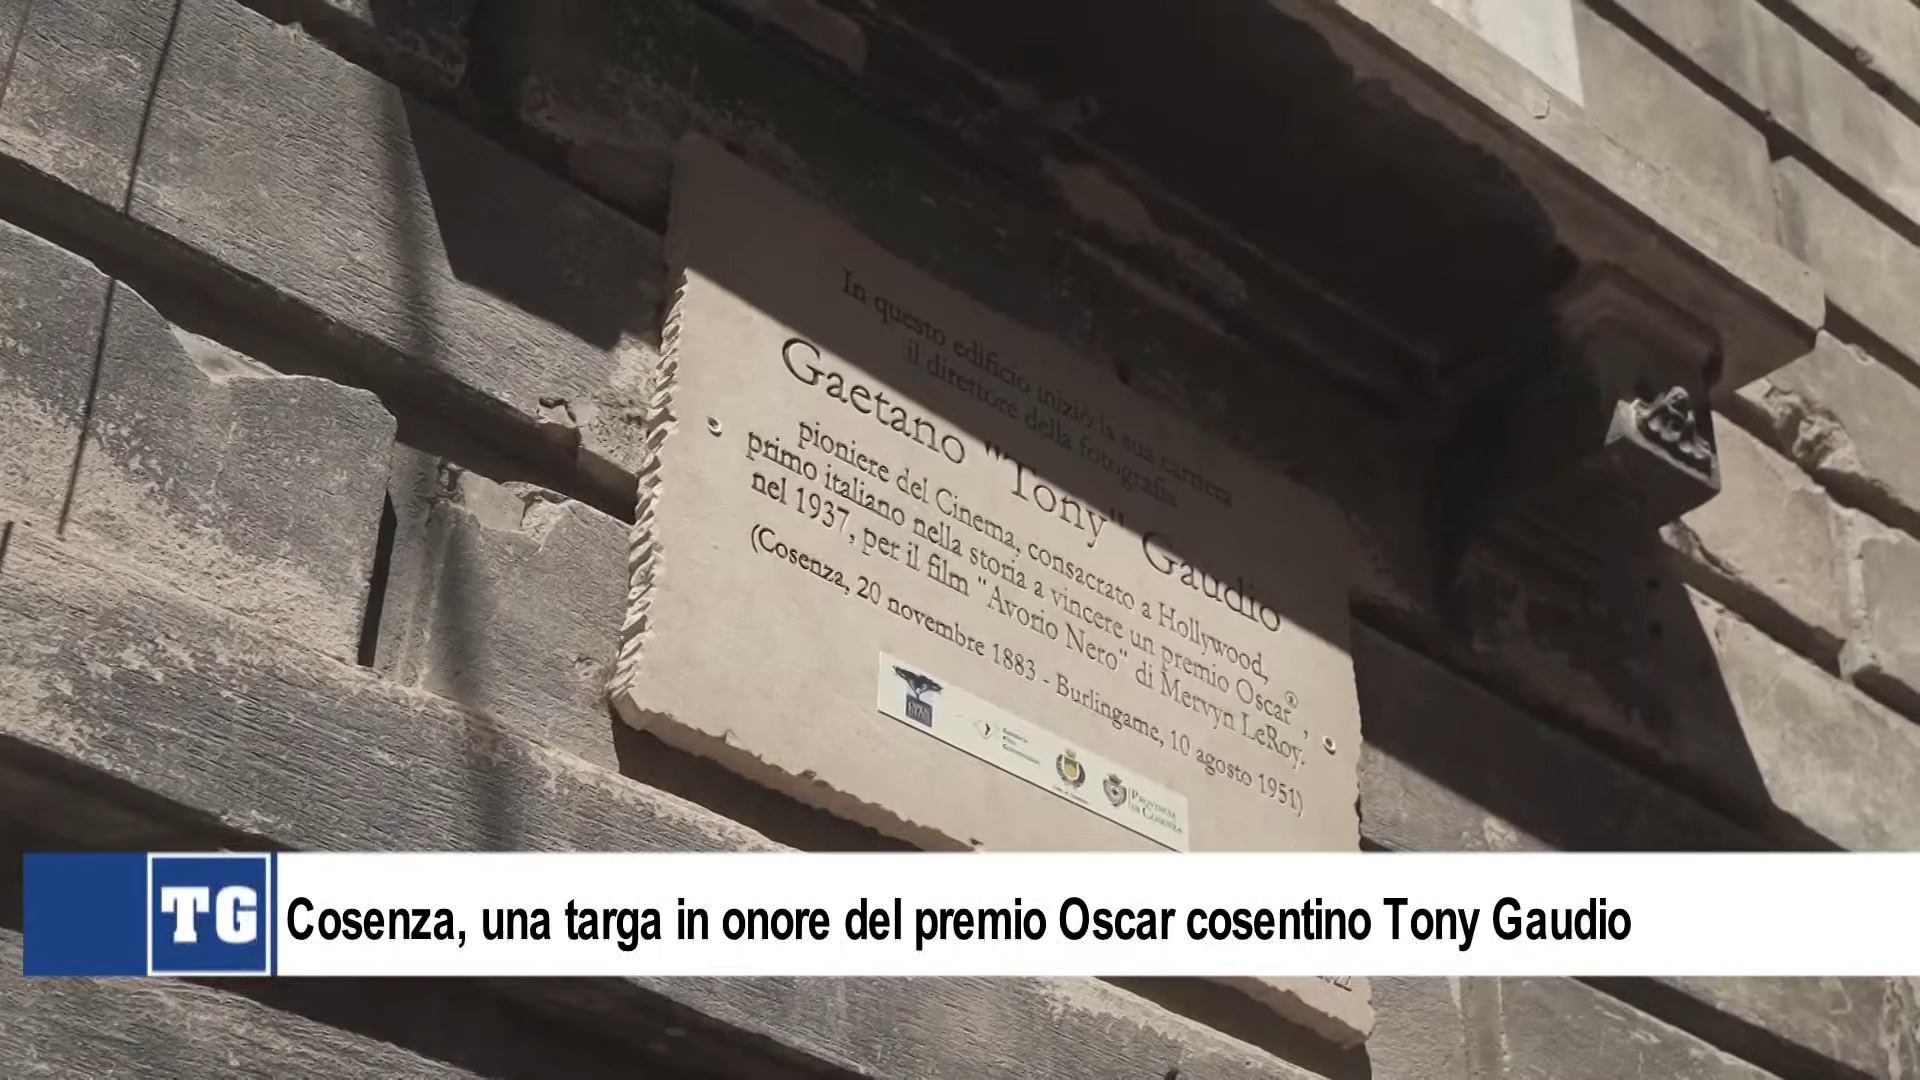 In questo edificio iniziò la sua carriera
il direttore della fotografia
Gaetano "Tony" Gaudio
pioniere del Cinema, consacrato a Hollywood,
primo italiano nella storia a vincere un premio Oscar®,
nel 1937, per il film "Avorio Nero" di Mervyn LeRoy.
(Cosenza, 20 novembre 1883 - Burlingame, 10 agosto 1951)
PROVINCIA
DI COSENZA
TG
Cosenza, una targa in onore del premio Oscar cosentino Tony Gaudio